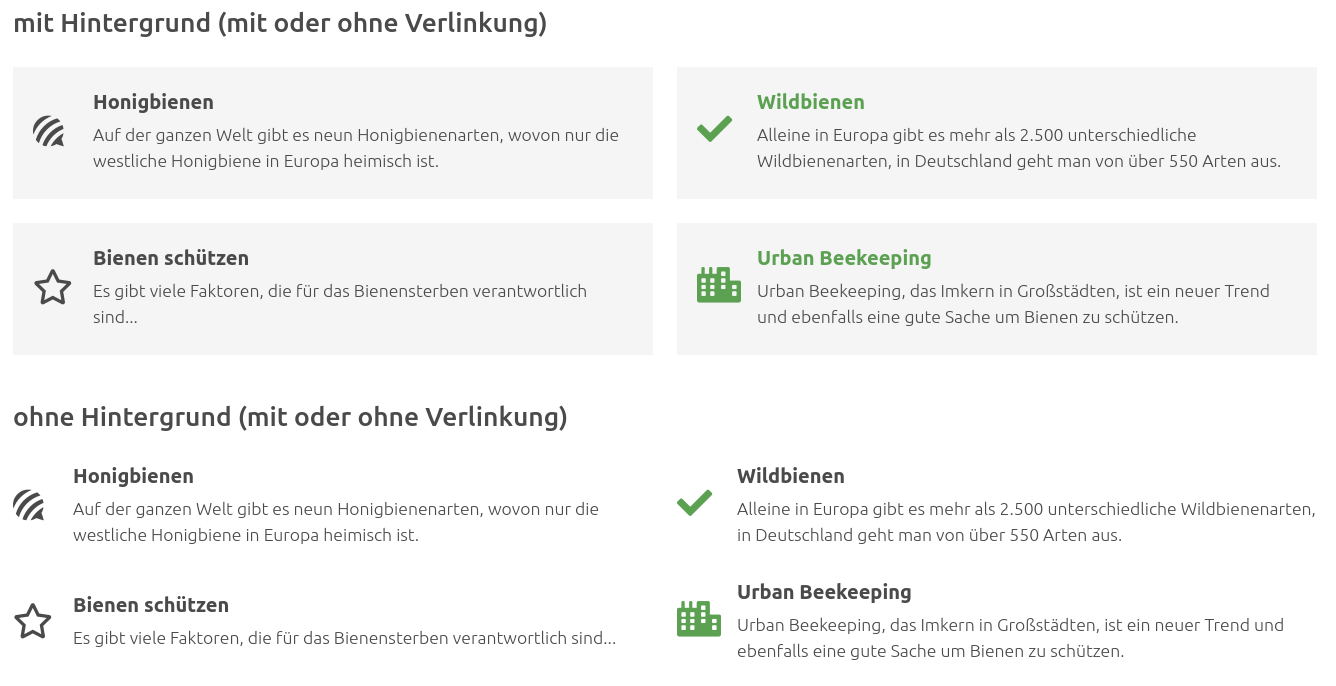 mit Hintergrund (mit oder ohne Verlinkung)
Honigbienen
Auf der ganzen Welt gibt es neun Honigbienenarten, wovon nur die
westliche Honigbiene in Europa heimisch ist.
Wildbienen
Alleine in Europa gibt es mehr als 2.500 unterschiedliche
Wildbienenarten, in Deutschland geht man von über 550 Arten aus.
Bienen schützen
Es gibt viele Faktoren, die für das Bienensterben verantwortlich
sind...
Urban Beekeeping
Urban Beekeeping, das Imkern in Großstädten, ist ein neuer Trend
und ebenfalls eine gute Sache um Bienen zu schützen.
ohne Hintergrund (mit oder ohne Verlinkung)
Honigbienen
Auf der ganzen Welt gibt es neun Honigbienenarten, wovon nur die
westliche Honigbiene in Europa heimisch ist.
Wildbienen
Alleine in Europa gibt es mehr als 2.500 unterschiedliche Wildbienenarten,
in Deutschland geht man von über 550 Arten aus.
Bienen schützen
Es gibt viele Faktoren, die für das Bienensterben verantwortlich sind...
Urban Beekeeping
Urban Beekeeping, das Imkern in Großstädten, ist ein neuer Trend und
ebenfalls eine gute Sache um Bienen zu schützen.